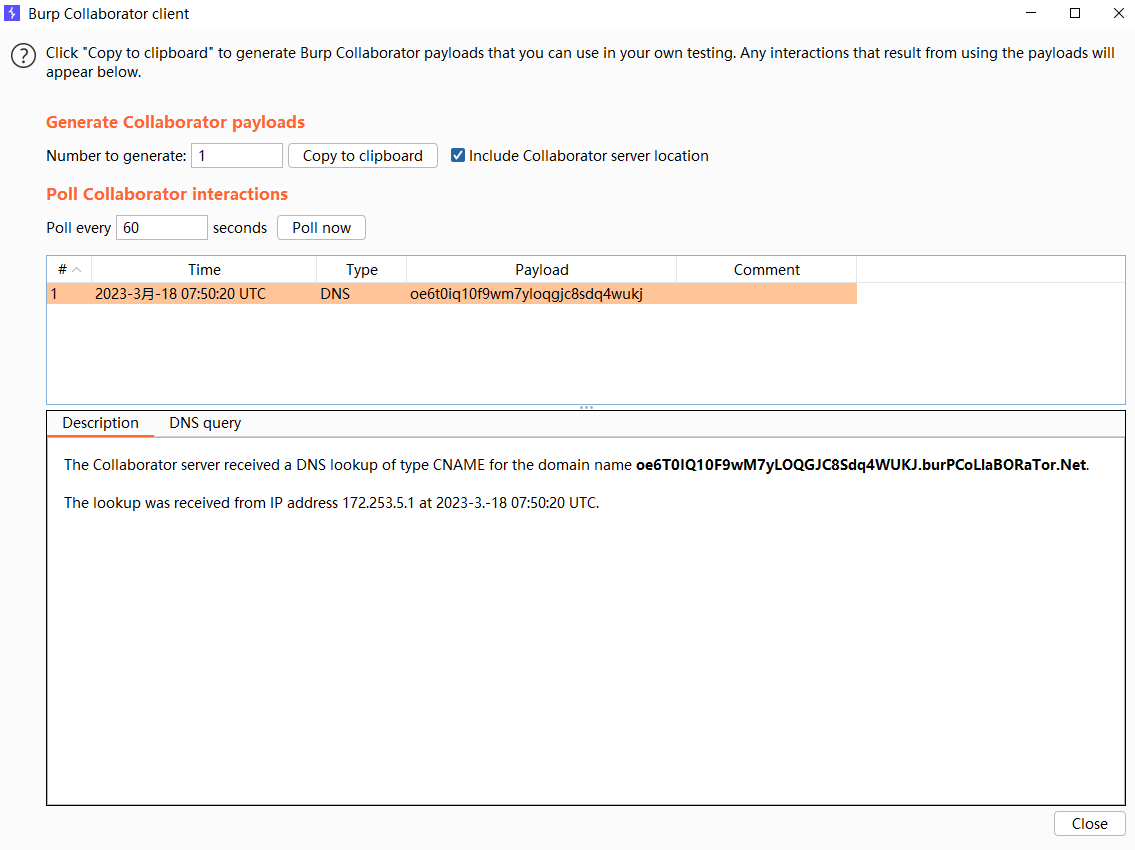 Burp Collaborator client
Click "Copy to clipboard" to generate Burp Collaborator payloads that you can use in your own testing. Any interactions that result from using the payloads will
appear below.
Generate Collaborator payloads
Number to generate: 1 Copy to clipboard Include Collaborator server location
Poll Collaborator interactions
Poll every 60 seconds Poll now
# Time Type Payload Comment
1 2023-3月-18 07:50:20 UTC DNS oe6t0iq10f9wm7yloqgjc8sdq4wukj
Description DNS query
The Collaborator server received a DNS lookup of type CNAME for the domain name oe6T0IQ10F9wM7yLOQGJC8Sdq4WUKJ.burPCoLlaBORaTor.Net.
The lookup was received from IP address 172.253.5.1 at 2023-3.-18 07:50:20 UTC.
Close